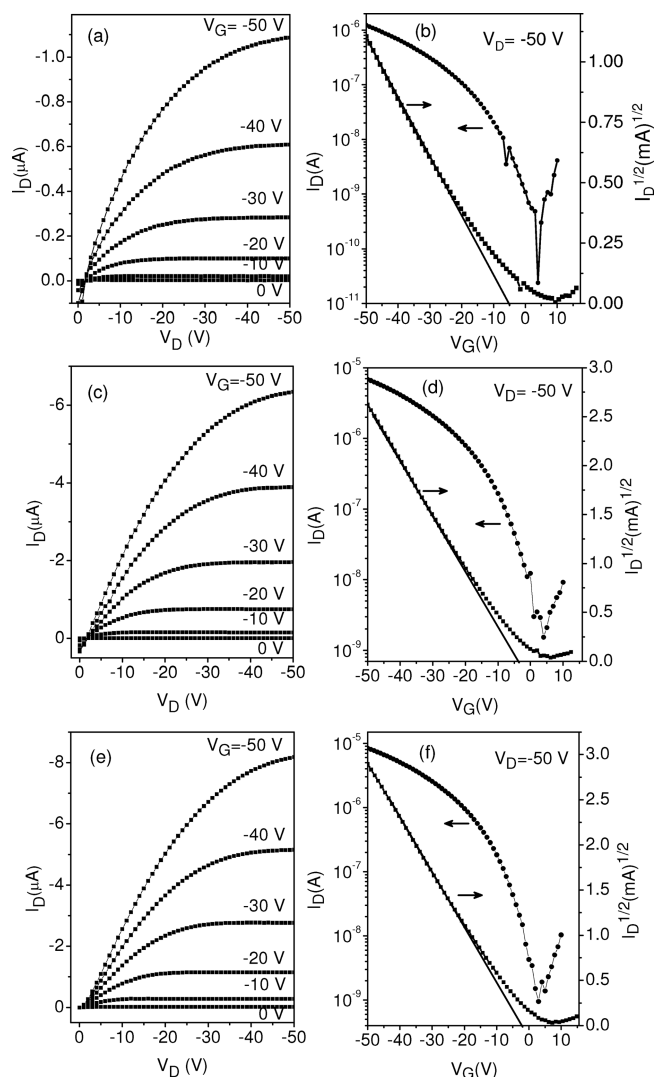 (a)
V_G= -50 V
-40 V
-30 V
-20 V
-10 V
0 V
-1.0
-0.8
-0.6
-0.4
-0.2
0.0
I_D(μA)
0 -10 -20 -30 -40 -50
V_D (V)
(b)
V_D= -50 V
10^-6
10^-7
10^-8
10^-9
10^-10
10^-11
I_D(A)
1.00
0.75
0.50
0.25
0.00
I_D^1/2(mA)^1/2
-50 -40 -30 -20 -10 0 10
V_G(V)
(c)
V_G=-50 V
-40 V
-30 V
-20 V
-10 V
0 V
-6
-4
-2
0
I_D(μA)
0 -10 -20 -30 -40 -50
V_D (V)
(d)
V_D= -50 V
10^-5
10^-6
10^-7
10^-8
10^-9
I_D(A)
3.0
2.5
2.0
1.5
1.0
0.5
0.0
I_D^1/2(mA)^1/2
-50 -40 -30 -20 -10 0 10
V_G(V)
(e)
V_G=-50 V
-40 V
-30 V
-20 V
-10 V
0 V
-8
-6
-4
-2
0
I_D(μA)
0 -10 -20 -30 -40 -50
V_D (V)
(f)
V_D=-50 V
10^-5
10^-6
10^-7
10^-8
10^-9
I_D(A)
3.0
2.5
2.0
1.5
1.0
0.5
0.0
I_D^1/2(mA)^1/2
-50 -40 -30 -20 -10 0 10
V_G(V)